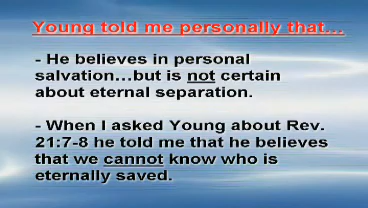 Young told me personally that...
- He believes in personal
salvation...but is not certain
about eternal separation.
- When I asked Young about Rev.
21:7-8 he told me that he believes
that we cannot know who is
eternally saved.